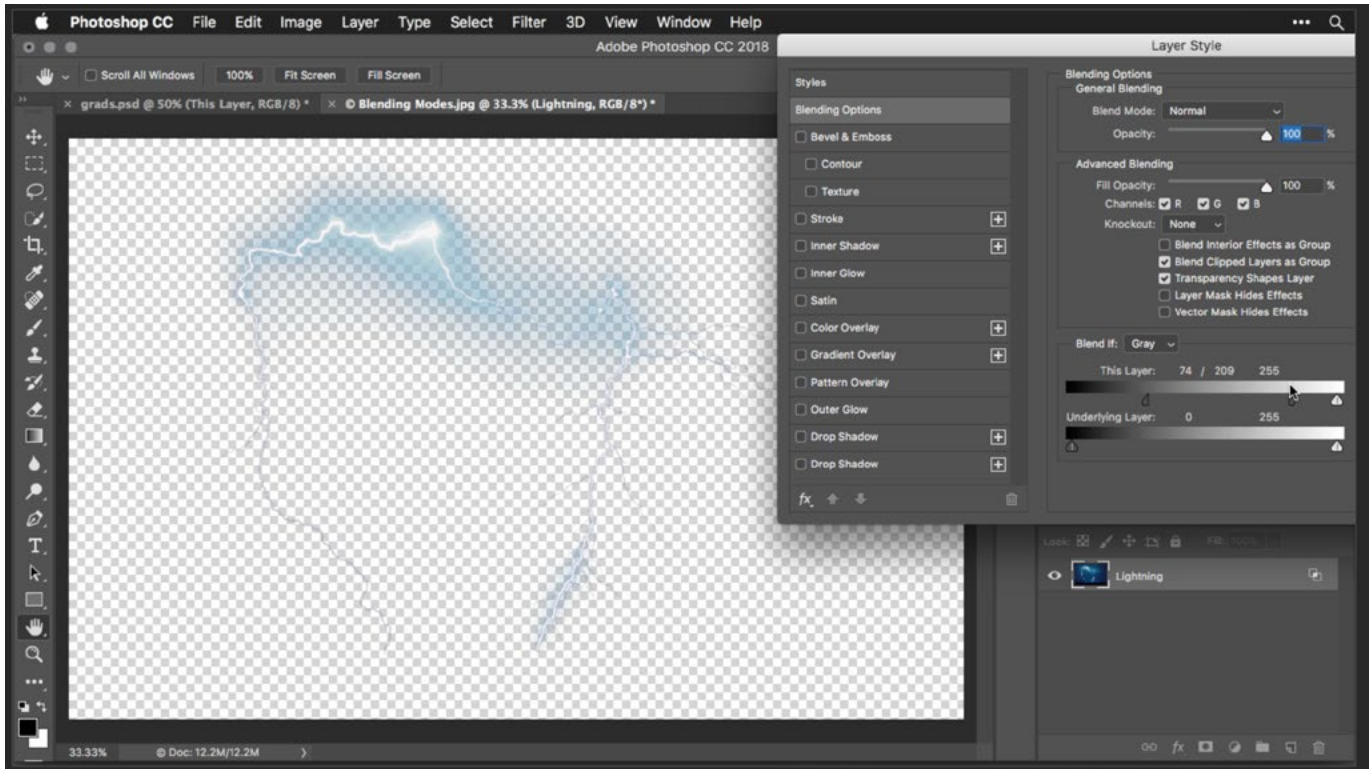 Photoshop CC File Edit Image Layer Type Select Filter 3D View Window Help
Adobe Photoshop CC 2018
Scroll All Windows 100% Fit Screen Fill Screen
× grads.psd @ 50% (This Layer, RGB/8) * × © Blending Modes.jpg @ 33.3% (Lightning, RGB/8*) *
Layer Style
Styles
Blending Options
Bevel & Emboss
Contour
Texture
Stroke
Inner Shadow
Inner Glow
Satin
Color Overlay
Gradient Overlay
Pattern Overlay
Outer Glow
Drop Shadow
Drop Shadow
fx
Blending Options
General Blending
Blend Mode: Normal
Opacity: 100 %
Advanced Blending
Fill Opacity: 100 %
Channels: R G B
Knockout: None
Blend Interior Effects as Group
Blend Clipped Layers as Group
Transparency Shapes Layer
Layer Mask Hides Effects
Vector Mask Hides Effects
Blend If: Gray
This Layer: 74 / 209 255
Underlying Layer: 0 255
Lock: Fill: 100%
Lightning
fx
T
33.33% © Doc: 12.2M/12.2M